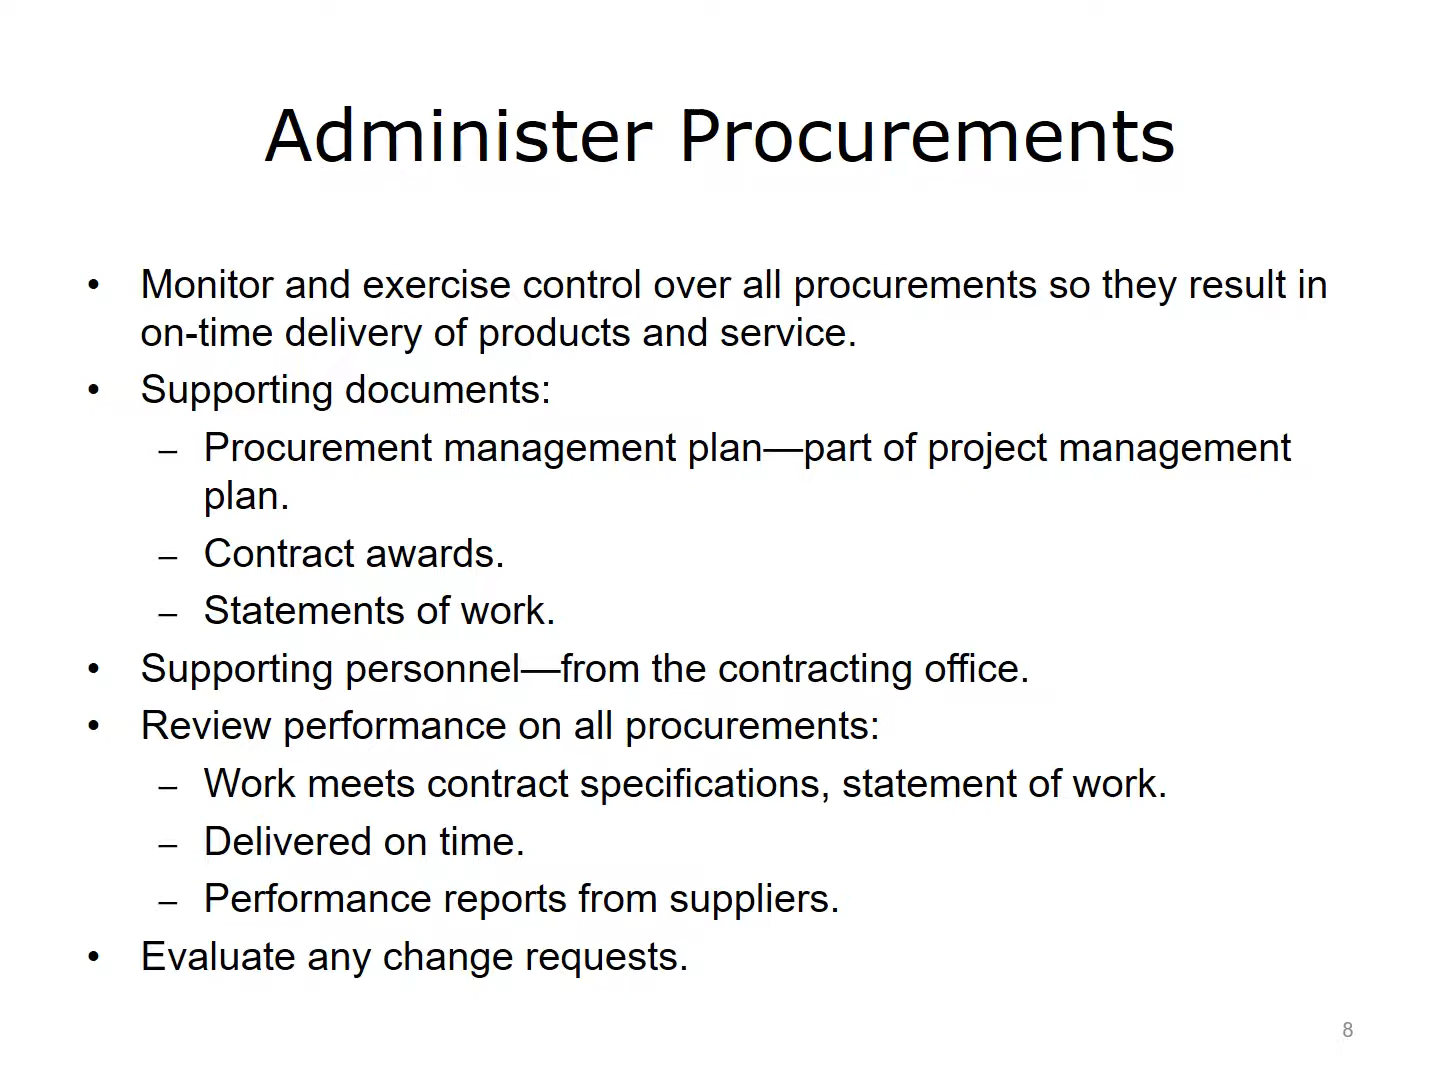 Administer Procurements
• Monitor and exercise control over all procurements so they result in
on-time delivery of products and service.
• Supporting documents:
– Procurement management plan—part of project management
plan.
– Contract awards.
– Statements of work.
• Supporting personnel—from the contracting office.
• Review performance on all procurements:
– Work meets contract specifications, statement of work.
– Delivered on time.
– Performance reports from suppliers.
• Evaluate any change requests.
8